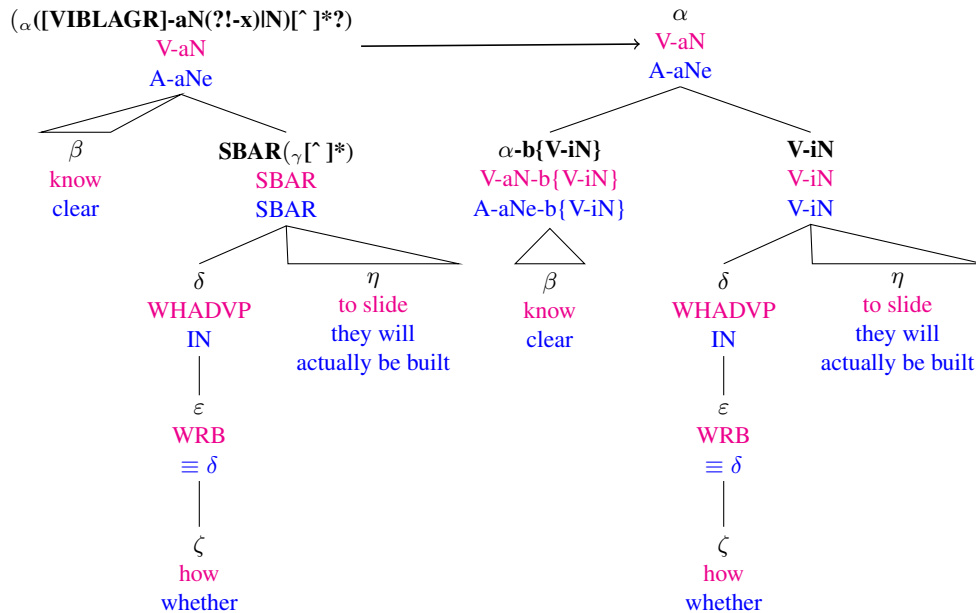 (α([VIBLAGR]-aN(?!-x)|N)[ˆ ]*?)
V-aN
A-aNe
β
know
clear
SBAR(γ[ˆ ]*)
SBAR
SBAR
δ
WHADVP
IN
η
to slide
they will
actually be built
ε
WRB
≡ δ
ζ
how
whether
α
V-aN
A-aNe
α-b{V-iN}
V-aN-b{V-iN}
A-aNe-b{V-iN}
β
know
clear
V-iN
V-iN
V-iN
δ
WHADVP
IN
η
to slide
they will
actually be built
ε
WRB
≡ δ
ζ
how
whether